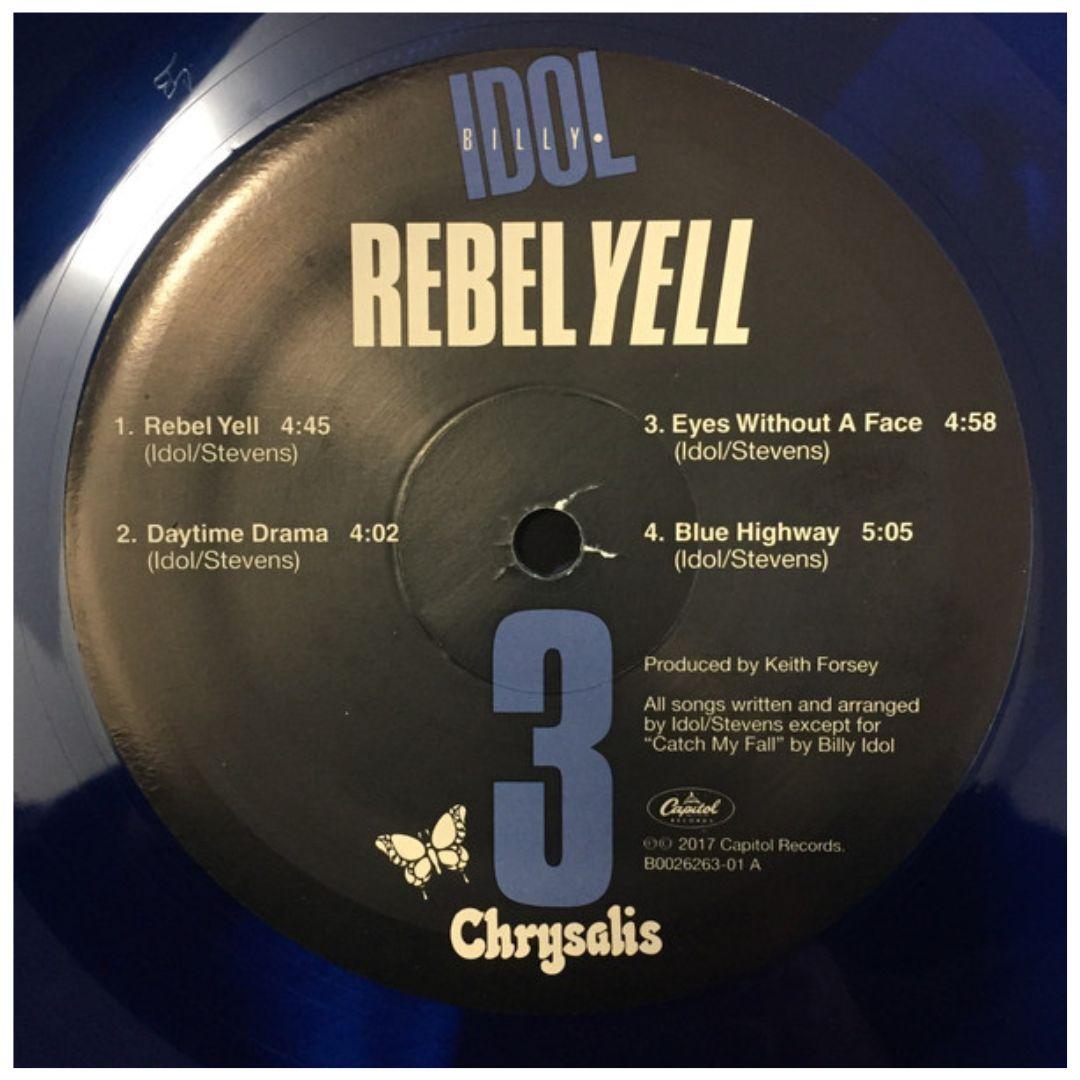 IDOL
BILLY•
REBEL YELL
1. Rebel Yell 4:45
(Idol/Stevens)
2. Daytime Drama 4:02
(Idol/Stevens)
3. Eyes Without A Face 4:58
(Idol/Stevens)
4. Blue Highway 5:05
(Idol/Stevens)
3
Produced by Keith Forsey
All songs written and arranged
by Idol/Stevens except for
“Catch My Fall” by Billy Idol
Capitol
RECORDS
℗© 2017 Capitol Records.
B0026263-01 A
Chrysalis